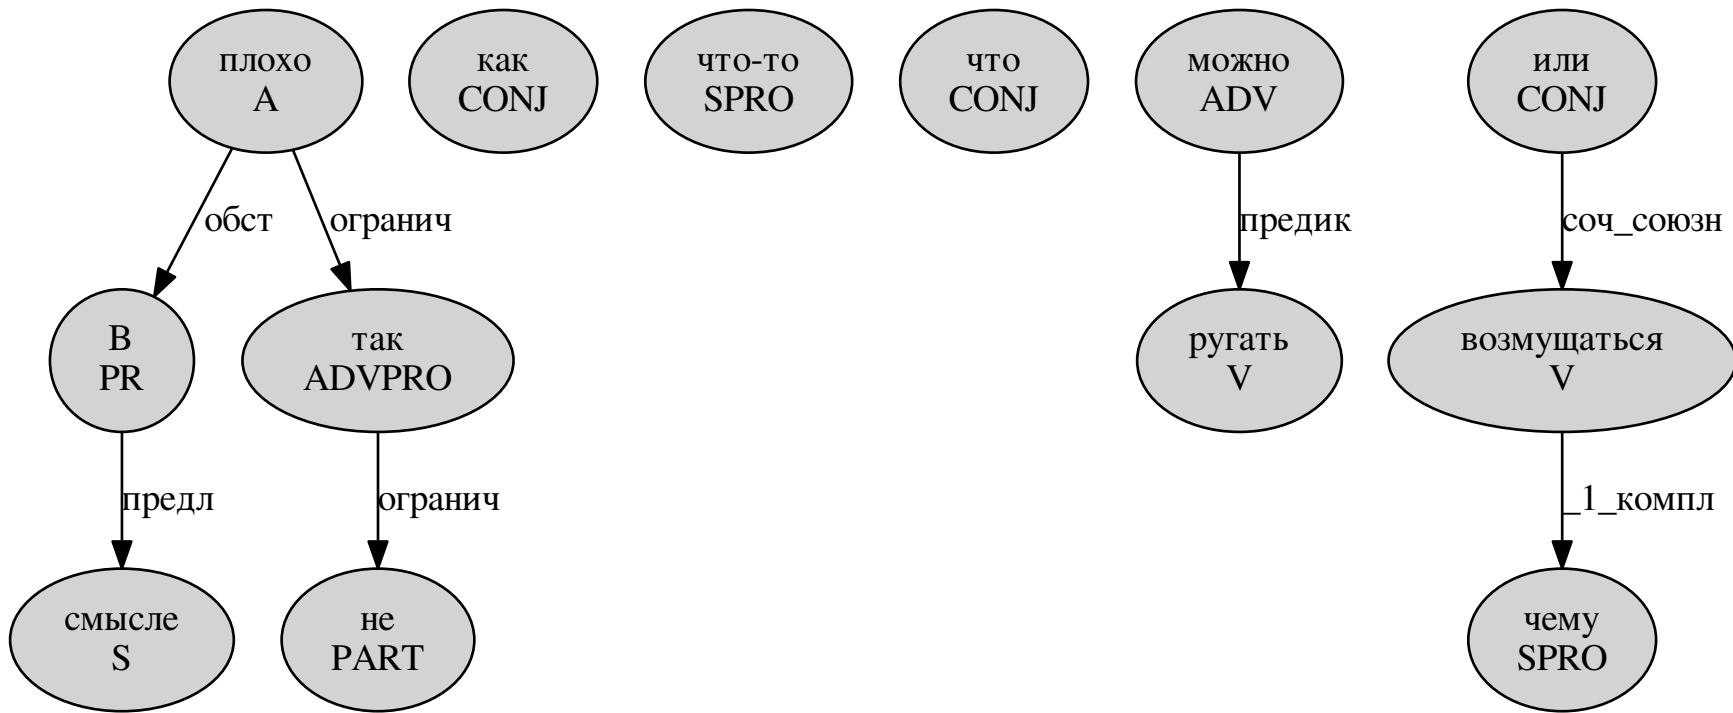 плохо
A
как
CONJ
что-то
SPRO
что
CONJ
можно
ADV
или
CONJ
обст
огранич
предик
соч_союзн
В
PR
так
ADVPRO
ругать
V
возмущаться
V
предл
огранич
_1_компл
смысле
S
не
PART
чему
SPRO